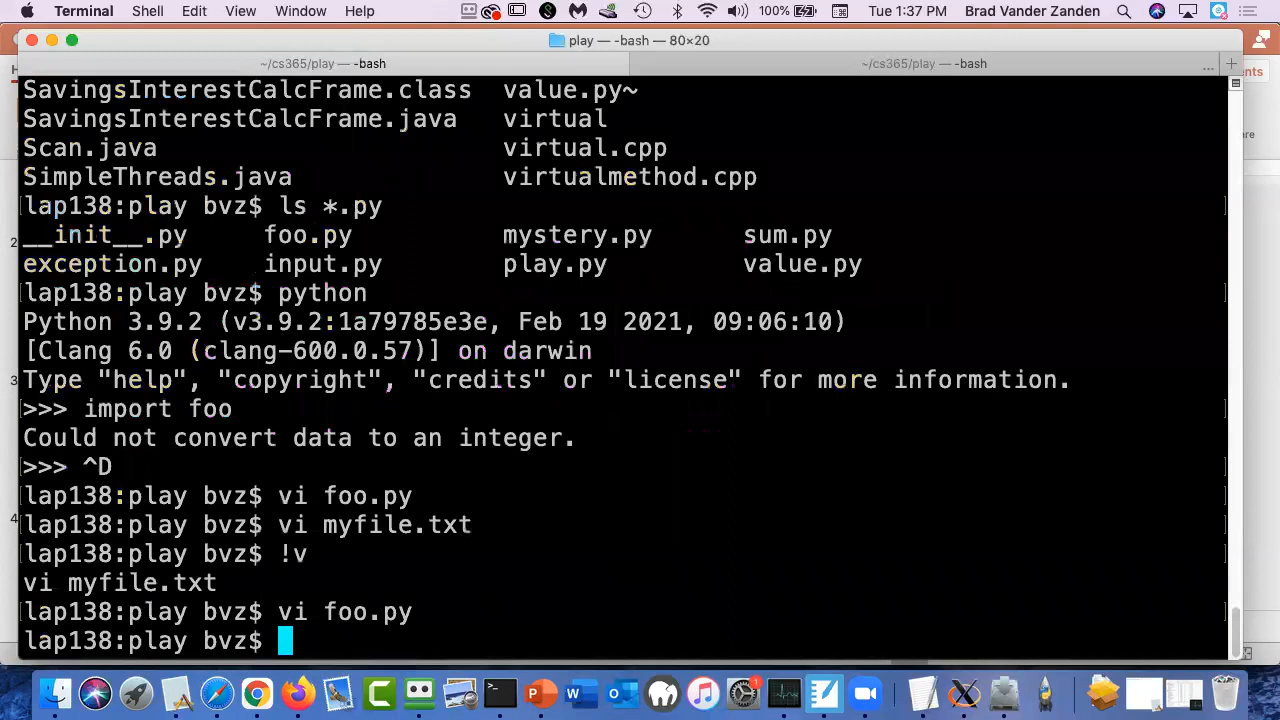 Terminal Shell Edit View Window Help 100% Tue 1:37 PM Brad Vander Zanden
play — -bash — 80×20
~/cs365/play — -bash ~/cs365/play — -bash ...
SavingsInterestCalcFrame.class value.py~
SavingsInterestCalcFrame.java virtual
Scan.java virtual.cpp
SimpleThreads.java virtualmethod.cpp
lap138:play bvz$ ls *.py
__init__.py foo.py mystery.py sum.py
exception.py input.py play.py value.py
lap138:play bvz$ python
Python 3.9.2 (v3.9.2:1a79785e3e, Feb 19 2021, 09:06:10)
[Clang 6.0 (clang-600.0.57)] on darwin
Type "help", "copyright", "credits" or "license" for more information.
>>> import foo
Could not convert data to an integer.
>>> ^D
lap138:play bvz$ vi foo.py
lap138:play bvz$ vi myfile.txt
lap138:play bvz$ !v
vi myfile.txt
lap138:play bvz$ vi foo.py
lap138:play bvz$